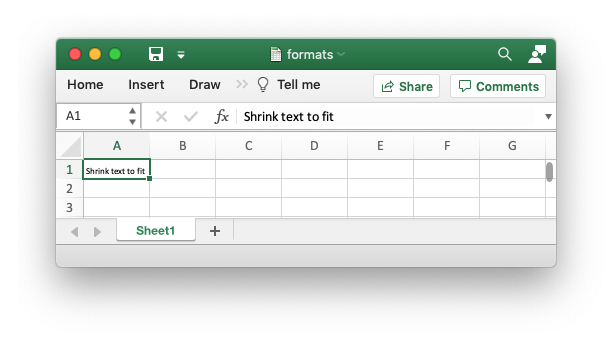 formats
Home Insert Draw Tell me Share Comments
A1 fx Shrink text to fit
A B C D E F G
1 Shrink text to fit
2
3
Sheet1 +